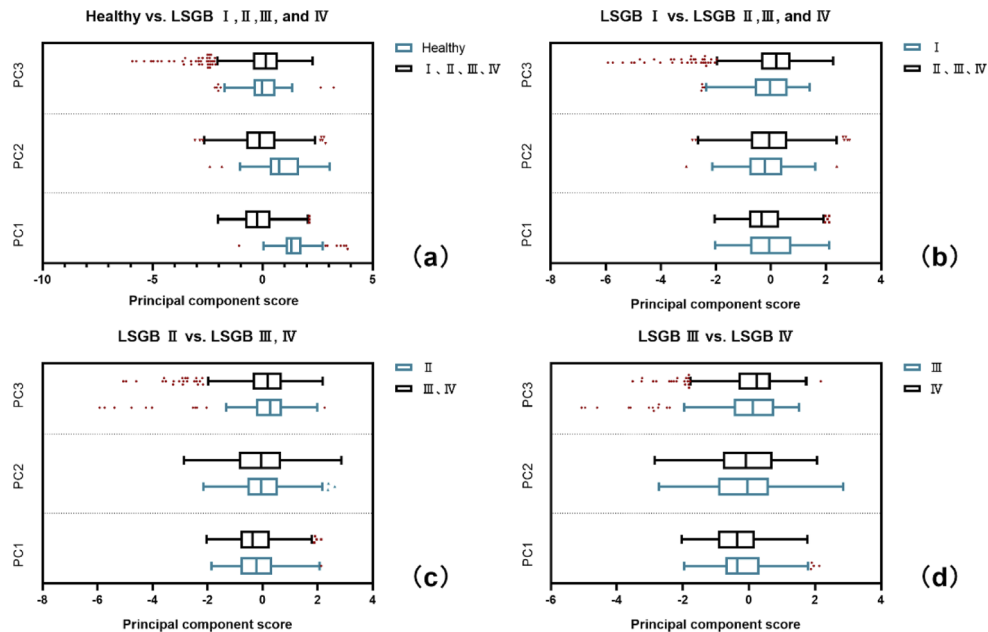 Healthy vs. LSGB Ⅰ,Ⅱ,Ⅲ, and Ⅳ
Healthy
Ⅰ、Ⅱ、Ⅲ、Ⅳ
PC3
PC2
PC1
-10 -5 0 5
Principal component score
(a)
LSGB Ⅰ vs. LSGB Ⅱ,Ⅲ, and Ⅳ
Ⅰ
Ⅱ、Ⅲ、Ⅳ
PC3
PC2
PC1
-8 -6 -4 -2 0 2 4
Principal component score
(b)
LSGB Ⅱ vs. LSGB Ⅲ, Ⅳ
Ⅱ
Ⅲ、Ⅳ
PC3
PC2
PC1
-8 -6 -4 -2 0 2 4
Principal component score
(c)
LSGB Ⅲ vs. LSGB Ⅳ
Ⅲ
Ⅳ
PC3
PC2
PC1
-6 -4 -2 0 2 4
Principal component score
(d)